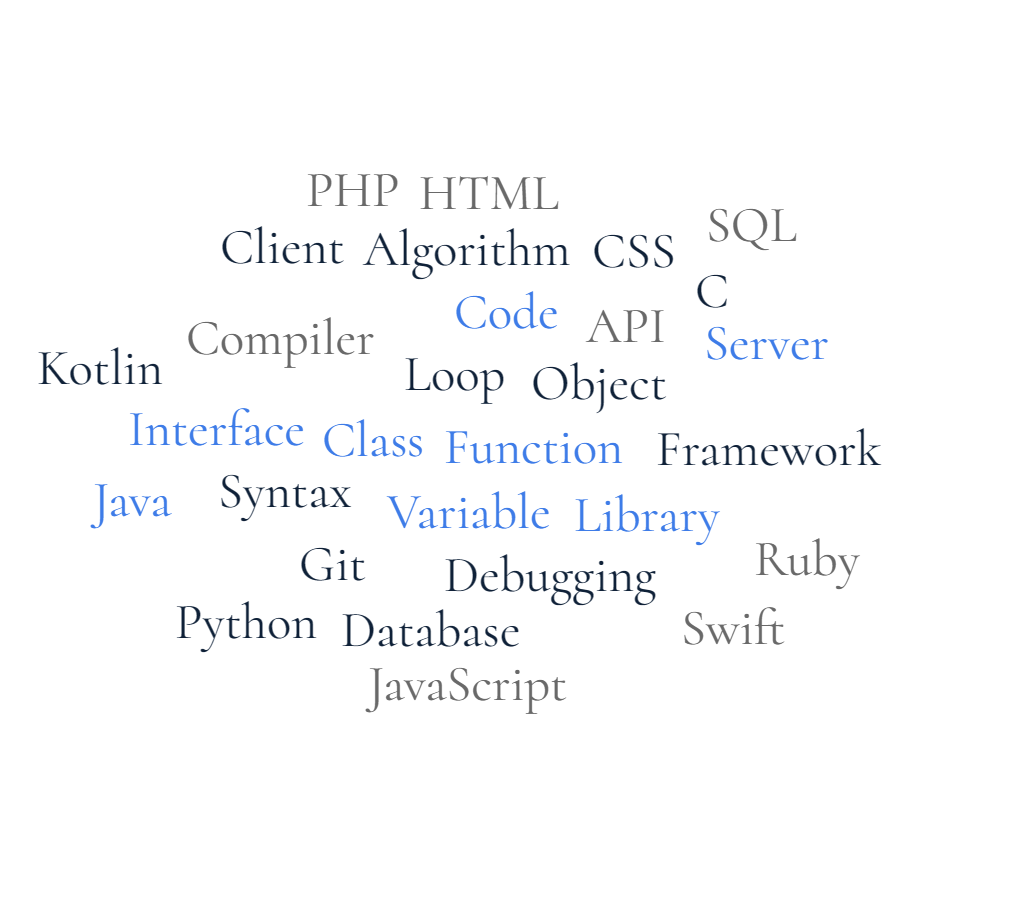 PHP HTML
SQL
Client Algorithm CSS
C
Code API
Compiler Server
Kotlin Loop Object
Interface Class Function Framework
Java Syntax Variable Library
Git Debugging Ruby
Python Database Swift
JavaScript